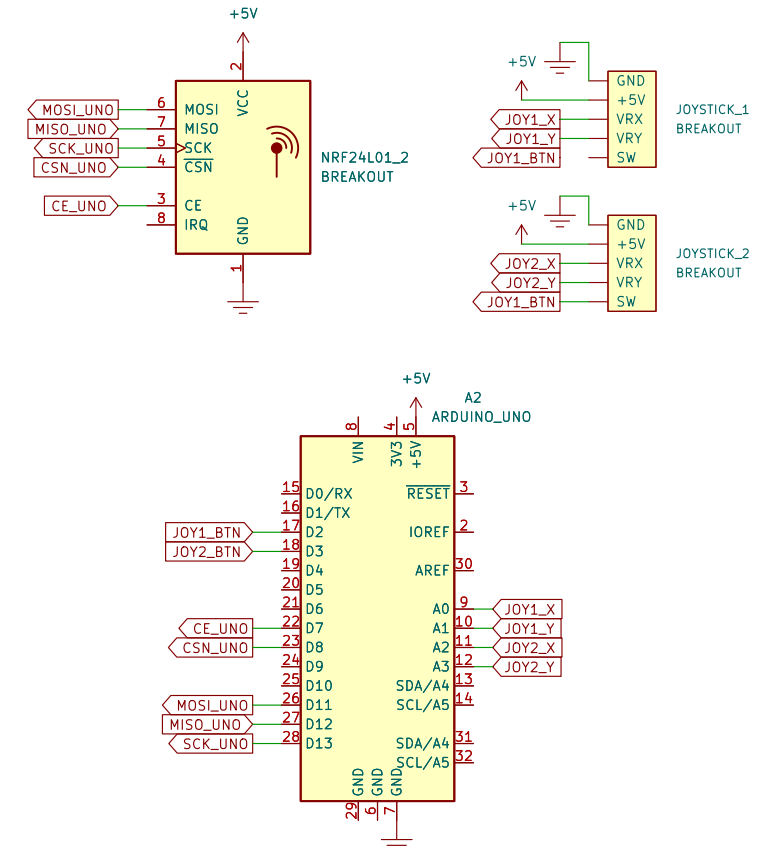 +5V
2
VCC
MOSI_UNO 6 MOSI
MISO_UNO 7 MISO
SCK_UNO 5 SCK
CSN_UNO 4 CSN
CE_UNO 3 CE
8 IRQ
GND
1
NRF24L01_2
BREAKOUT
+5V
GND
+5V
JOY1_X VRX
JOY1_Y VRY
JOY1_BTN SW
JOYSTICK_1
BREAKOUT
+5V
GND
+5V
JOY2_X VRX
JOY2_Y VRY
JOY1_BTN SW
JOYSTICK_2
BREAKOUT
+5V
A2
ARDUINO_UNO
8 4 5
VIN 3V3 +5V
15 D0/RX RESET 3
16 D1/TX
JOY1_BTN 17 D2 IOREF 2
JOY2_BTN 18 D3
19 D4 AREF 30
20 D5
21 D6 A0 9 JOY1_X
CE_UNO 22 D7 A1 10 JOY1_Y
CSN_UNO 23 D8 A2 11 JOY2_X
24 D9 A3 12 JOY2_Y
25 D10 SDA/A4 13
MOSI_UNO 26 D11 SCL/A5 14
MISO_UNO 27 D12
SCK_UNO 28 D13 SDA/A4 31
SCL/A5 32
GND GND GND
29 6 7